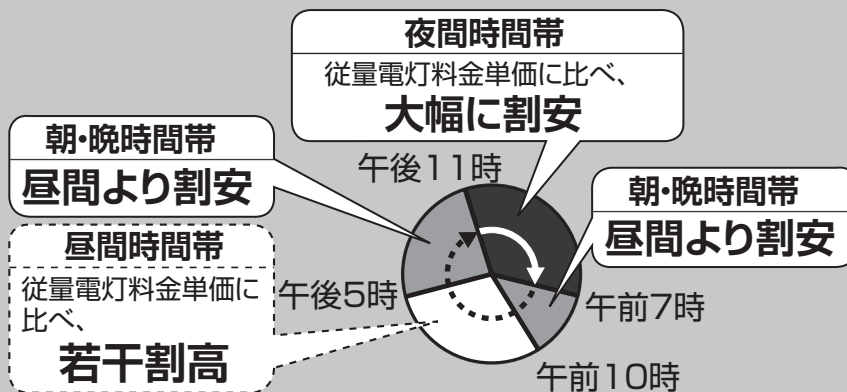 夜間時間帯
従量電灯料金単価に比べ、
大幅に割安
朝・晩時間帯
昼間より割安
午後11時
朝・晩時間帯
昼間より割安
昼間時間帯
従量電灯料金単価に
比べ、
若干割高
午後5時
午前7時
午前10時